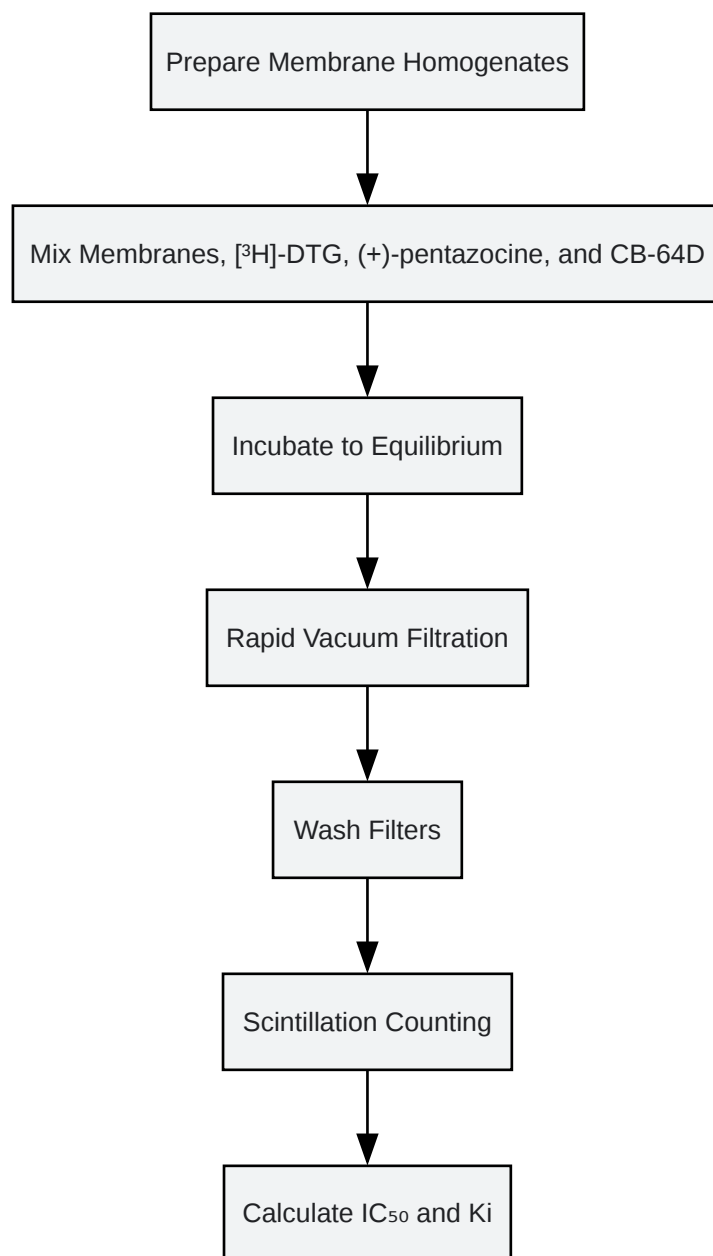 Prepare Membrane Homogenates
Mix Membranes, [³H]-DTG, (+)-pentazocine, and CB-64D
Incubate to Equilibrium
Rapid Vacuum Filtration
Wash Filters
Scintillation Counting
Calculate IC₅₀ and Ki